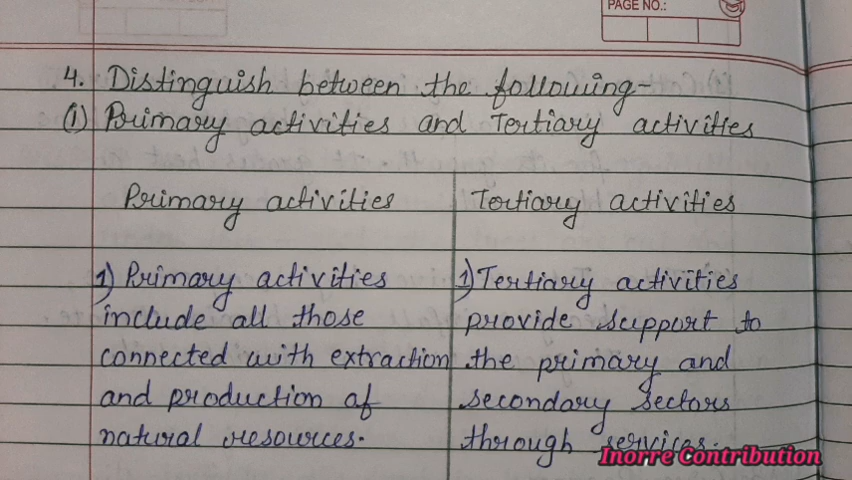 PAGE NO.:
4. Distinguish between the following-
(1) Primary activities and Tertiary activities
Primary activities
Tertiary activities
1) Primary activities
include all those
connected with extraction
and production of
natural resources.
1) Tertiary activities
provide support to
the primary and
secondary sectors
through services.
Inorre Contribution